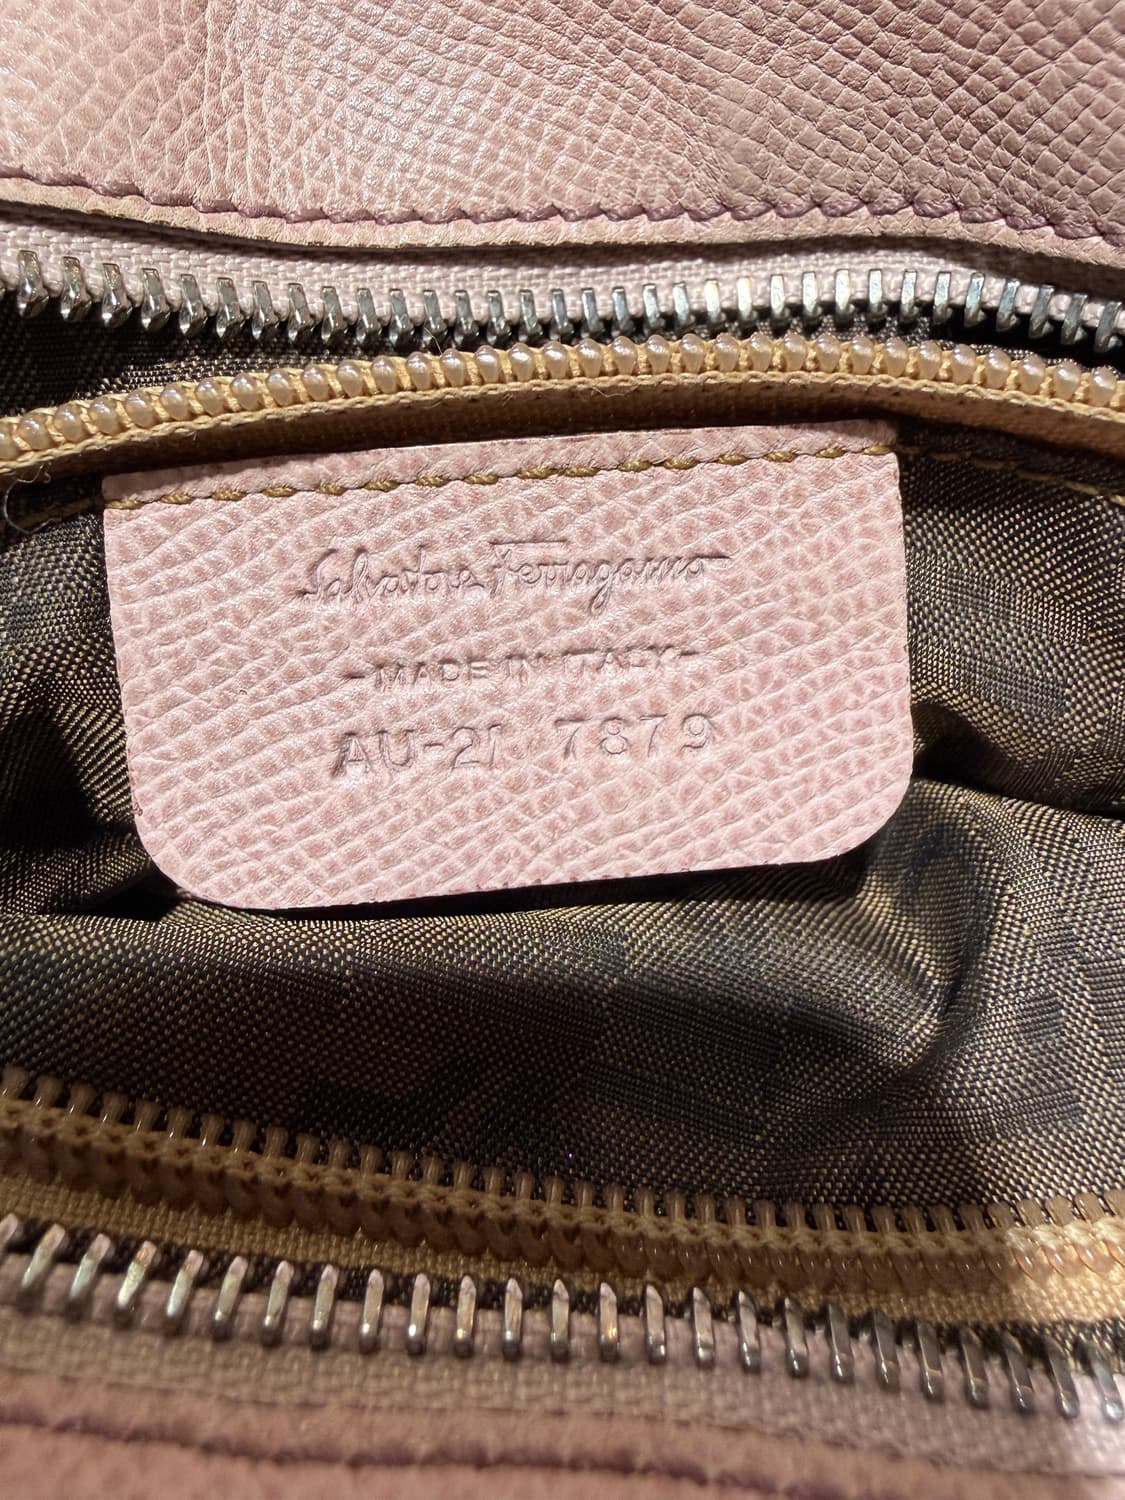 Salvatore Ferragamo
-MADE IN ITALY-
AU-21 7879